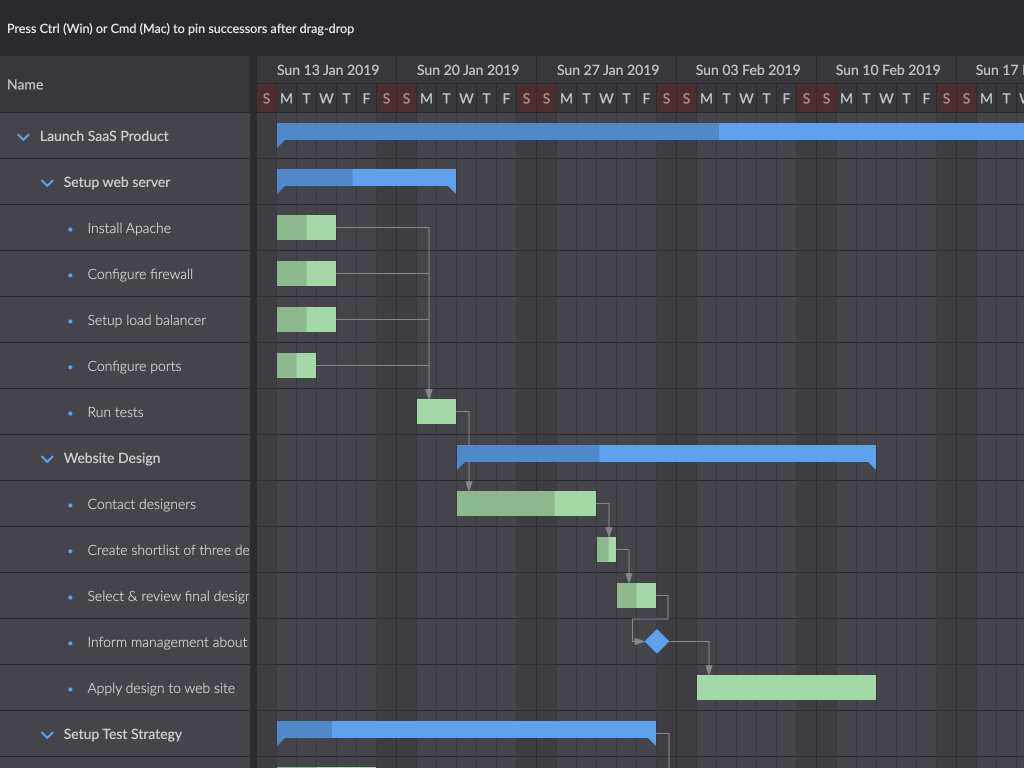 Press Ctrl (Win) or Cmd (Mac) to pin successors after drag-drop
Name
Sun 13 Jan 2019 Sun 20 Jan 2019 Sun 27 Jan 2019 Sun 03 Feb 2019 Sun 10 Feb 2019 Sun 17
S M T W T F S S M T W T F S S M T W T F S S M T W T F S S M T W T F S S M T
Launch SaaS Product
Setup web server
Install Apache
Configure firewall
Setup load balancer
Configure ports
Run tests
Website Design
Contact designers
Create shortlist of three de
Select & review final design
Inform management about
Apply design to web site
Setup Test Strategy